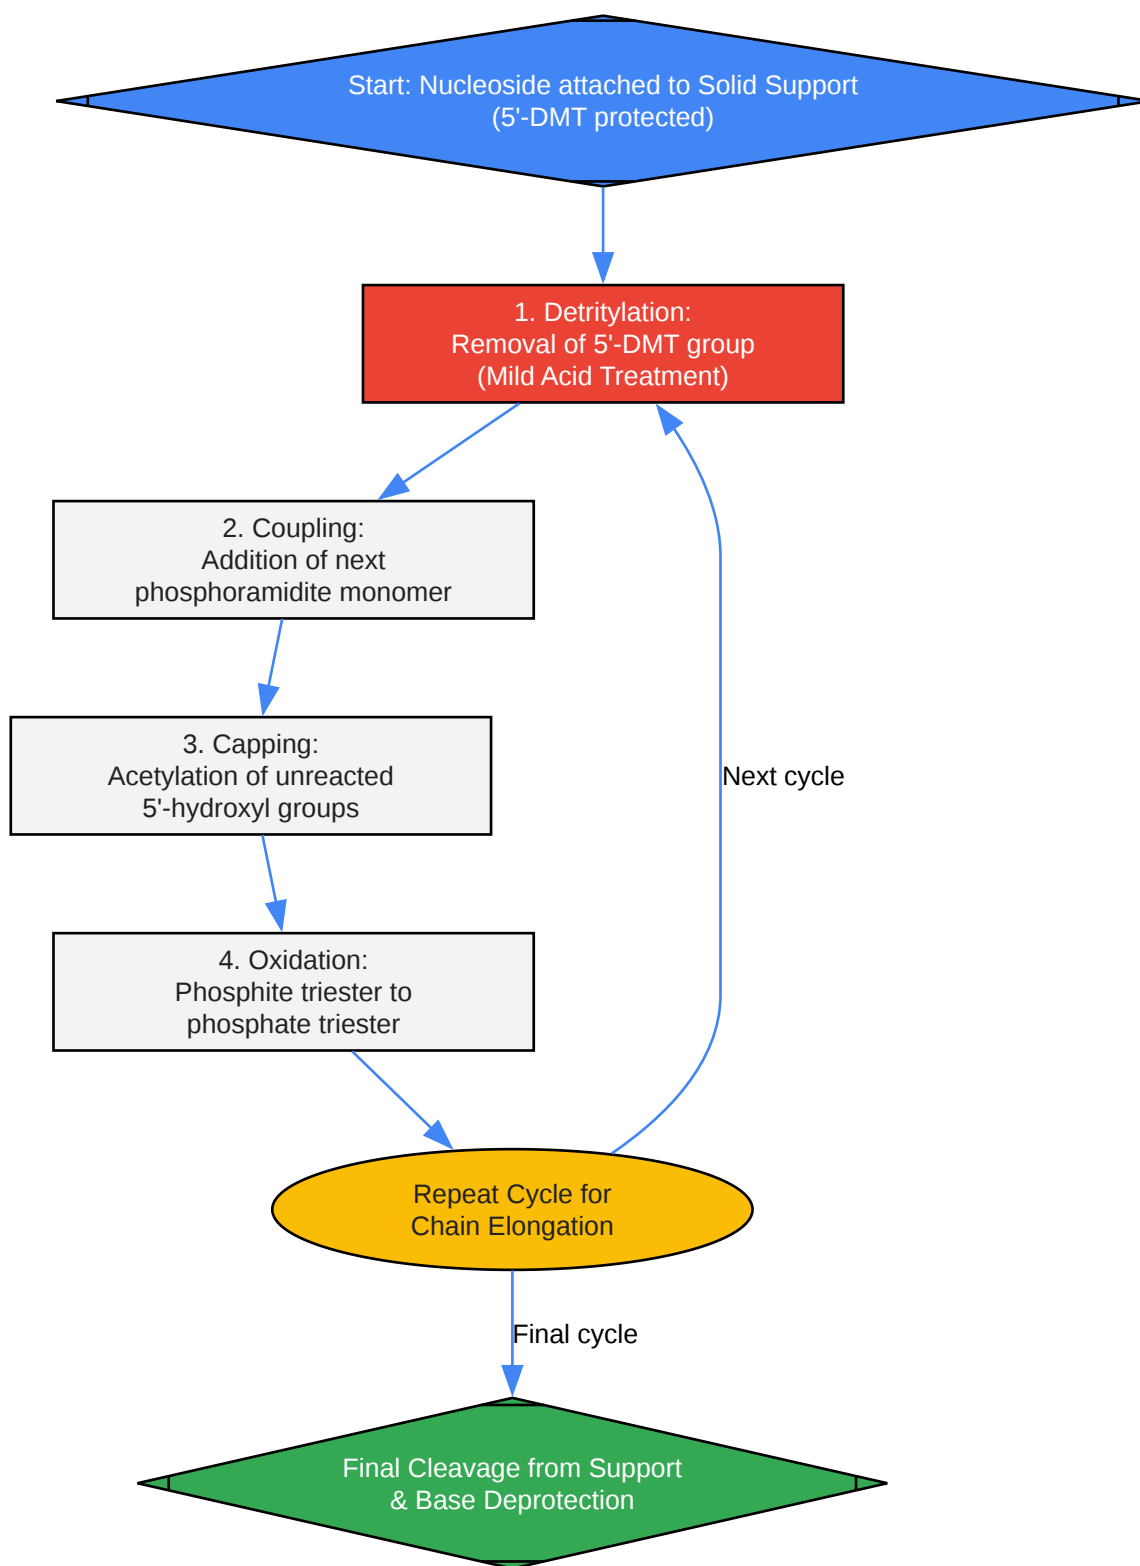 Start: Nucleoside attached to Solid Support
(5'-DMT protected)
1. Detritylation:
Removal of 5'-DMT group
(Mild Acid Treatment)
2. Coupling:
Addition of next
phosphoramidite monomer
3. Capping:
Acetylation of unreacted
5'-hydroxyl groups
Next cycle
4. Oxidation:
Phosphite triester to
phosphate triester
Repeat Cycle for
Chain Elongation
Final cycle
Final Cleavage from Support
& Base Deprotection